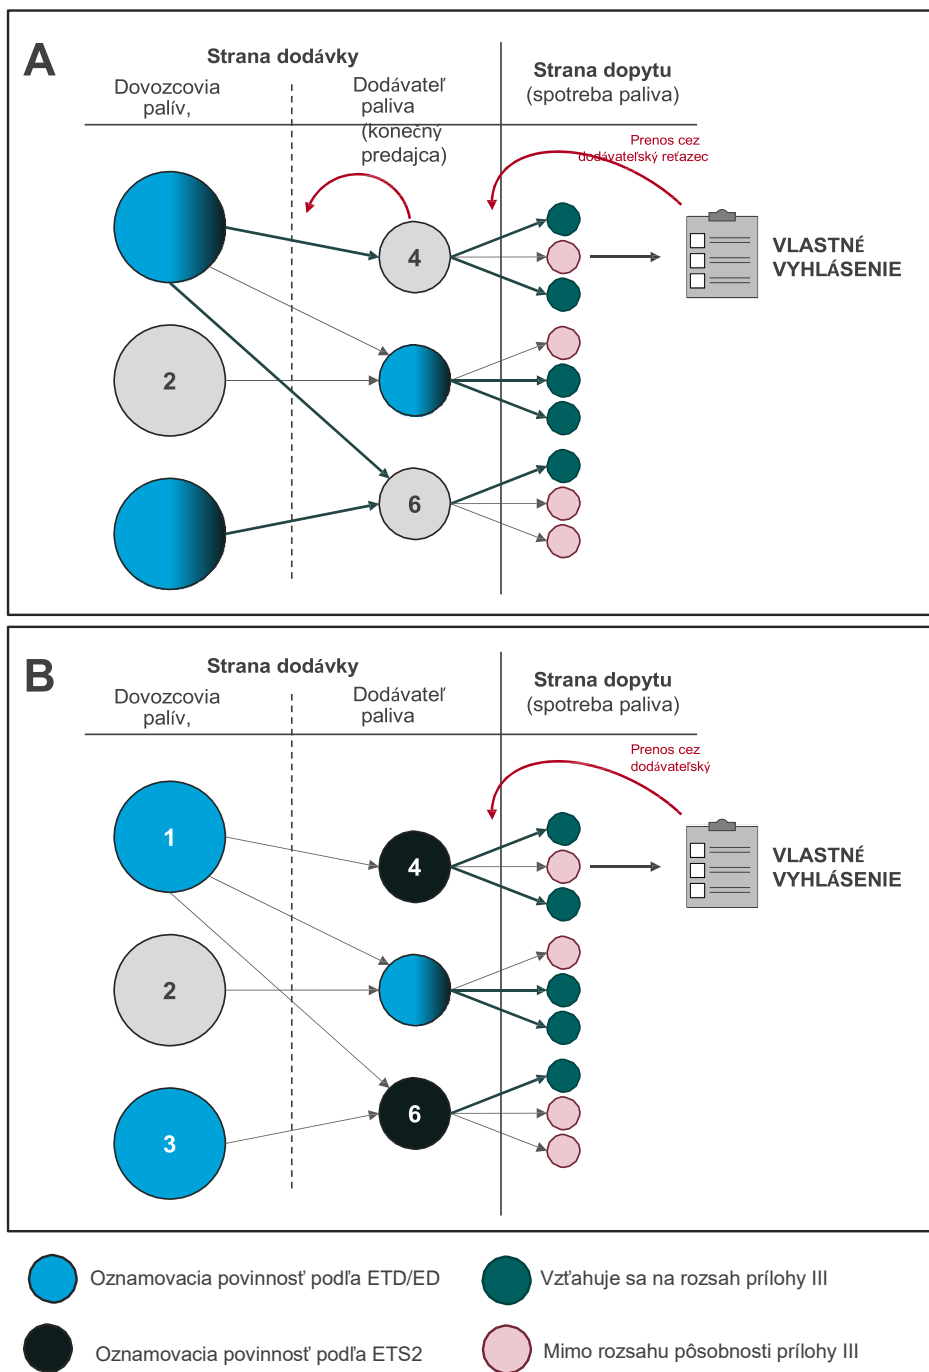 A
Strana dodávky
Dovozcovia
palív,
Dodávateľ
paliva
(konečný
predajca)
Strana dopytu
(spotreba paliva)
Prenos cez
dodávateľský reťazec
4
2
6
VLASTNÉ
VYHLÁSENIE
B
Strana dodávky
Dovozcovia
palív,
Dodávateľ
paliva
Strana dopytu
(spotreba paliva)
Prenos cez
dodávateľský
1
4
2
6
3
VLASTNÉ
VYHLÁSENIE
Oznamovacia povinnosť podľa ETD/ED
Vzťahuje sa na rozsah prílohy III
Oznamovacia povinnosť podľa ETS2
Mimo rozsahu pôsobnosti prílohy III